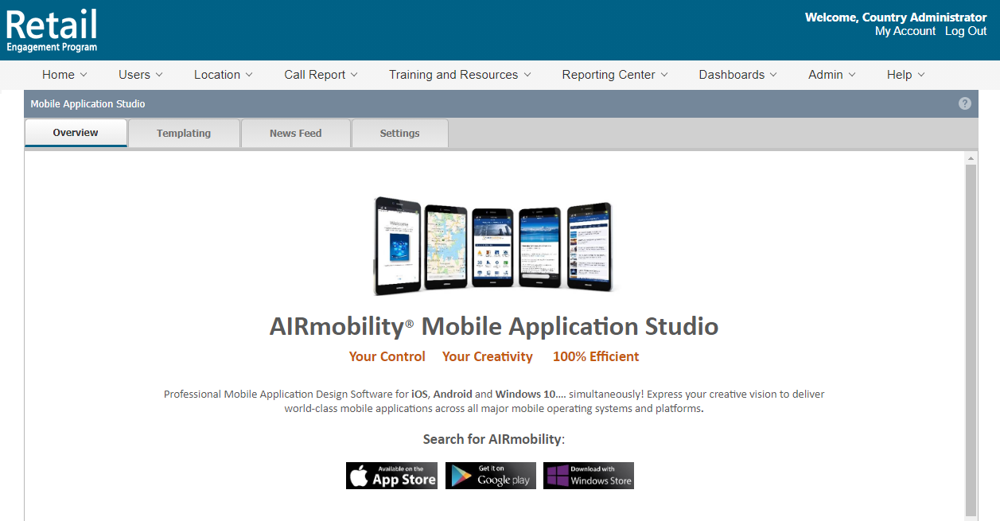 Retail
Engagement Program
Welcome, Country Administrator
My Account Log Out
Home Users Location Call Report Training and Resources Reporting Center Dashboards Admin Help
Mobile Application Studio
?
Overview Templating News Feed Settings
Welcome
AIRmobility® Mobile Application Studio
Your Control Your Creativity 100% Efficient
Professional Mobile Application Design Software for iOS, Android and Windows 10.... simultaneously! Express your creative vision to deliver
world-class mobile applications across all major mobile operating systems and platforms.
Search for AIRmobility:
Available on the
App Store
Get it on
Google play
Download with
Windows Store